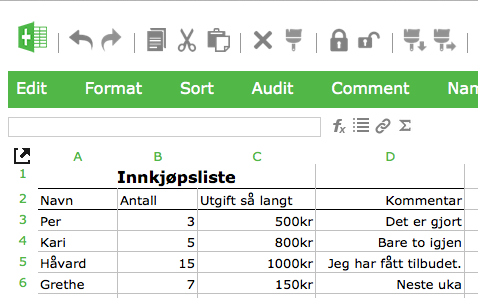 Edit Format Sort Audit Comment Nam
fx Σ
A B C D
1 Innkjøpsliste
2 Navn Antall Utgift så langt Kommentar
3 Per 3 500kr Det er gjort
4 Kari 5 800kr Bare to igjen
5 Håvard 15 1000kr Jeg har fått tilbudet.
6 Grethe 7 150kr Neste uka